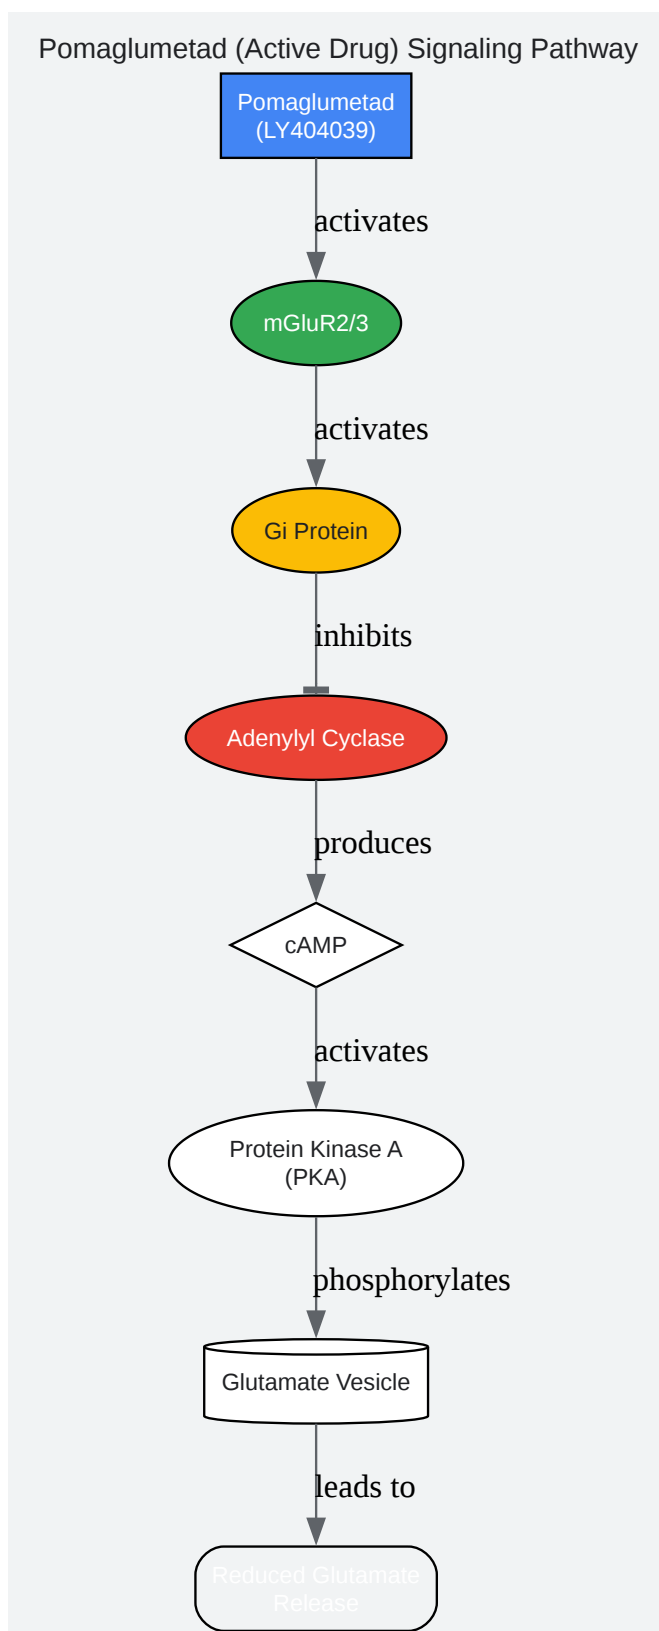 Pomaglumetad (Active Drug) Signaling Pathway
Pomaglumetad
(LY404039)
activates
mGluR2/3
activates
Gi Protein
inhibits
Adenylyl Cyclase
produces
cAMP
activates
Protein Kinase A
(PKA)
phosphorylates
Glutamate Vesicle
leads to
Reduced Glutamate
Release